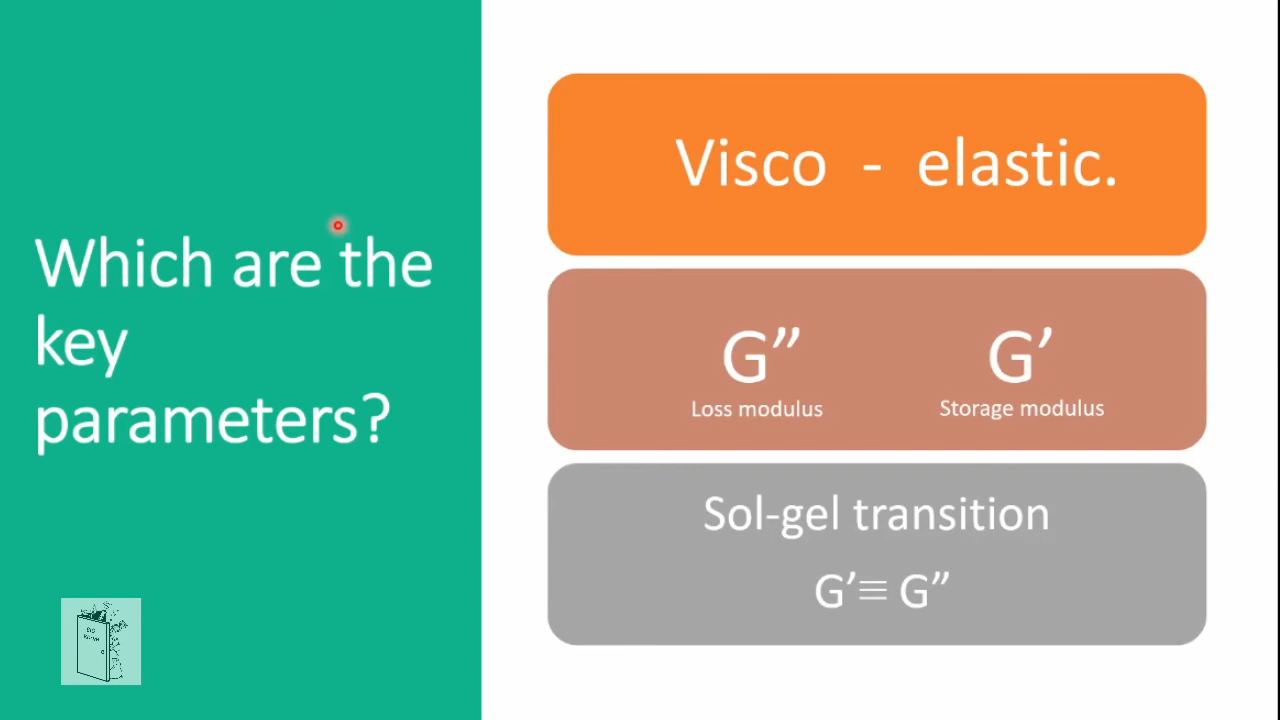 Which are the
key
parameters?
Visco - elastic.
G” G’
Loss modulus Storage modulus
Sol-gel transition
G’≡ G”